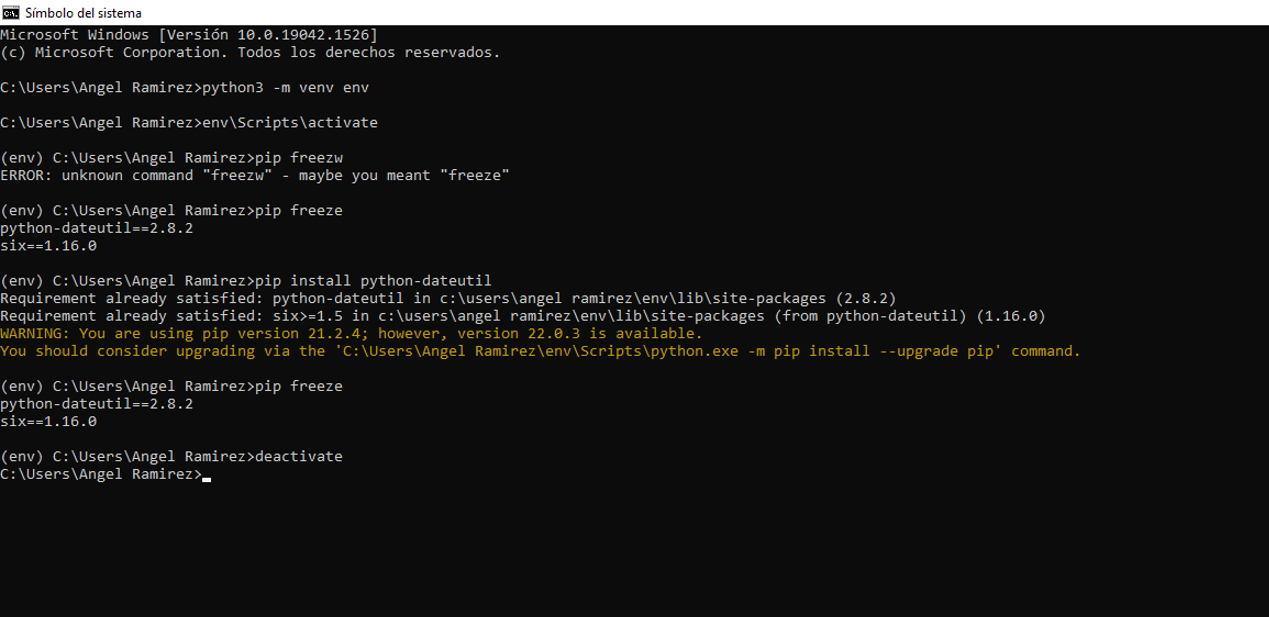 Símbolo del sistema
Microsoft Windows [Versión 10.0.19042.1526]
(c) Microsoft Corporation. Todos los derechos reservados.
C:\Users\Angel Ramirez>python3 -m venv env
C:\Users\Angel Ramirez>env\Scripts\activate
(env) C:\Users\Angel Ramirez>pip freezw
ERROR: unknown command "freezw" - maybe you meant "freeze"
(env) C:\Users\Angel Ramirez>pip freeze
python-dateutil==2.8.2
six==1.16.0
(env) C:\Users\Angel Ramirez>pip install python-dateutil
Requirement already satisfied: python-dateutil in c:\users\angel ramirez\env\lib\site-packages (2.8.2)
Requirement already satisfied: six>=1.5 in c:\users\angel ramirez\env\lib\site-packages (from python-dateutil) (1.16.0)
WARNING: You are using pip version 21.2.4; however, version 22.0.3 is available.
You should consider upgrading via the 'C:\Users\Angel Ramirez\env\Scripts\python.exe -m pip install --upgrade pip' command.
(env) C:\Users\Angel Ramirez>pip freeze
python-dateutil==2.8.2
six==1.16.0
(env) C:\Users\Angel Ramirez>deactivate
C:\Users\Angel Ramirez>